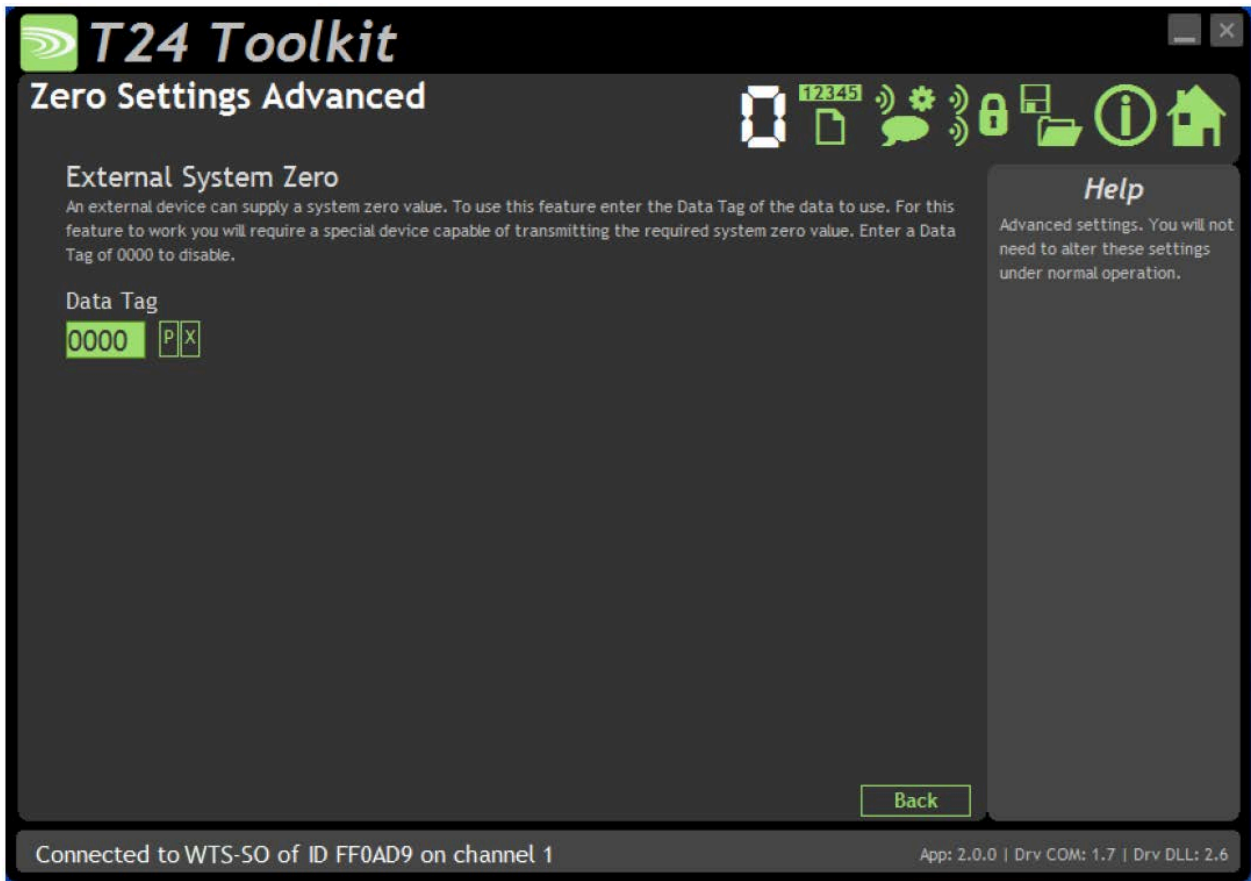 T24 Toolkit
Zero Settings Advanced
0
12345
External System Zero
An external device can supply a system zero value. To use this feature enter the Data Tag of the data to use. For this
feature to work you will require a special device capable of transmitting the required system zero value. Enter a Data
Tag of 0000 to disable.
Data Tag
0000 P X
Help
Advanced settings. You will not
need to alter these settings
under normal operation.
Back
Connected to WTS-SO of ID FF0AD9 on channel 1
App: 2.0.0 | Drv COM: 1.7 | Drv DLL: 2.6